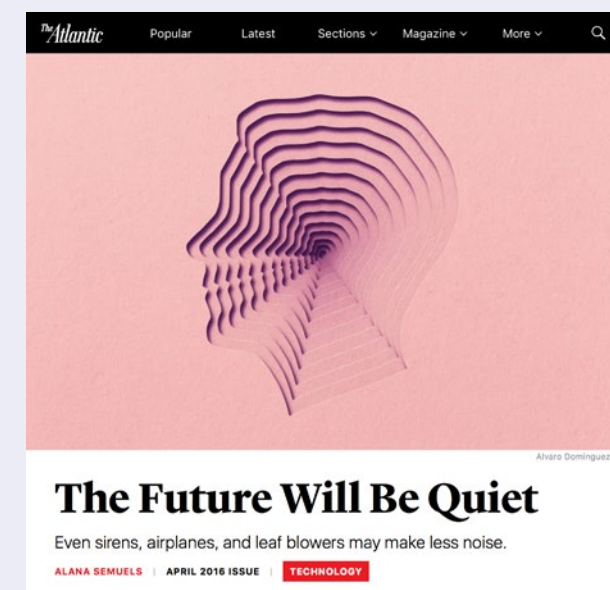 The Atlantic Popular Latest Sections Magazine More
Alvaro Dominguez
The Future Will Be Quiet
Even sirens, airplanes, and leaf blowers may make less noise.
ALANA SEMUELS | APRIL 2016 ISSUE | TECHNOLOGY